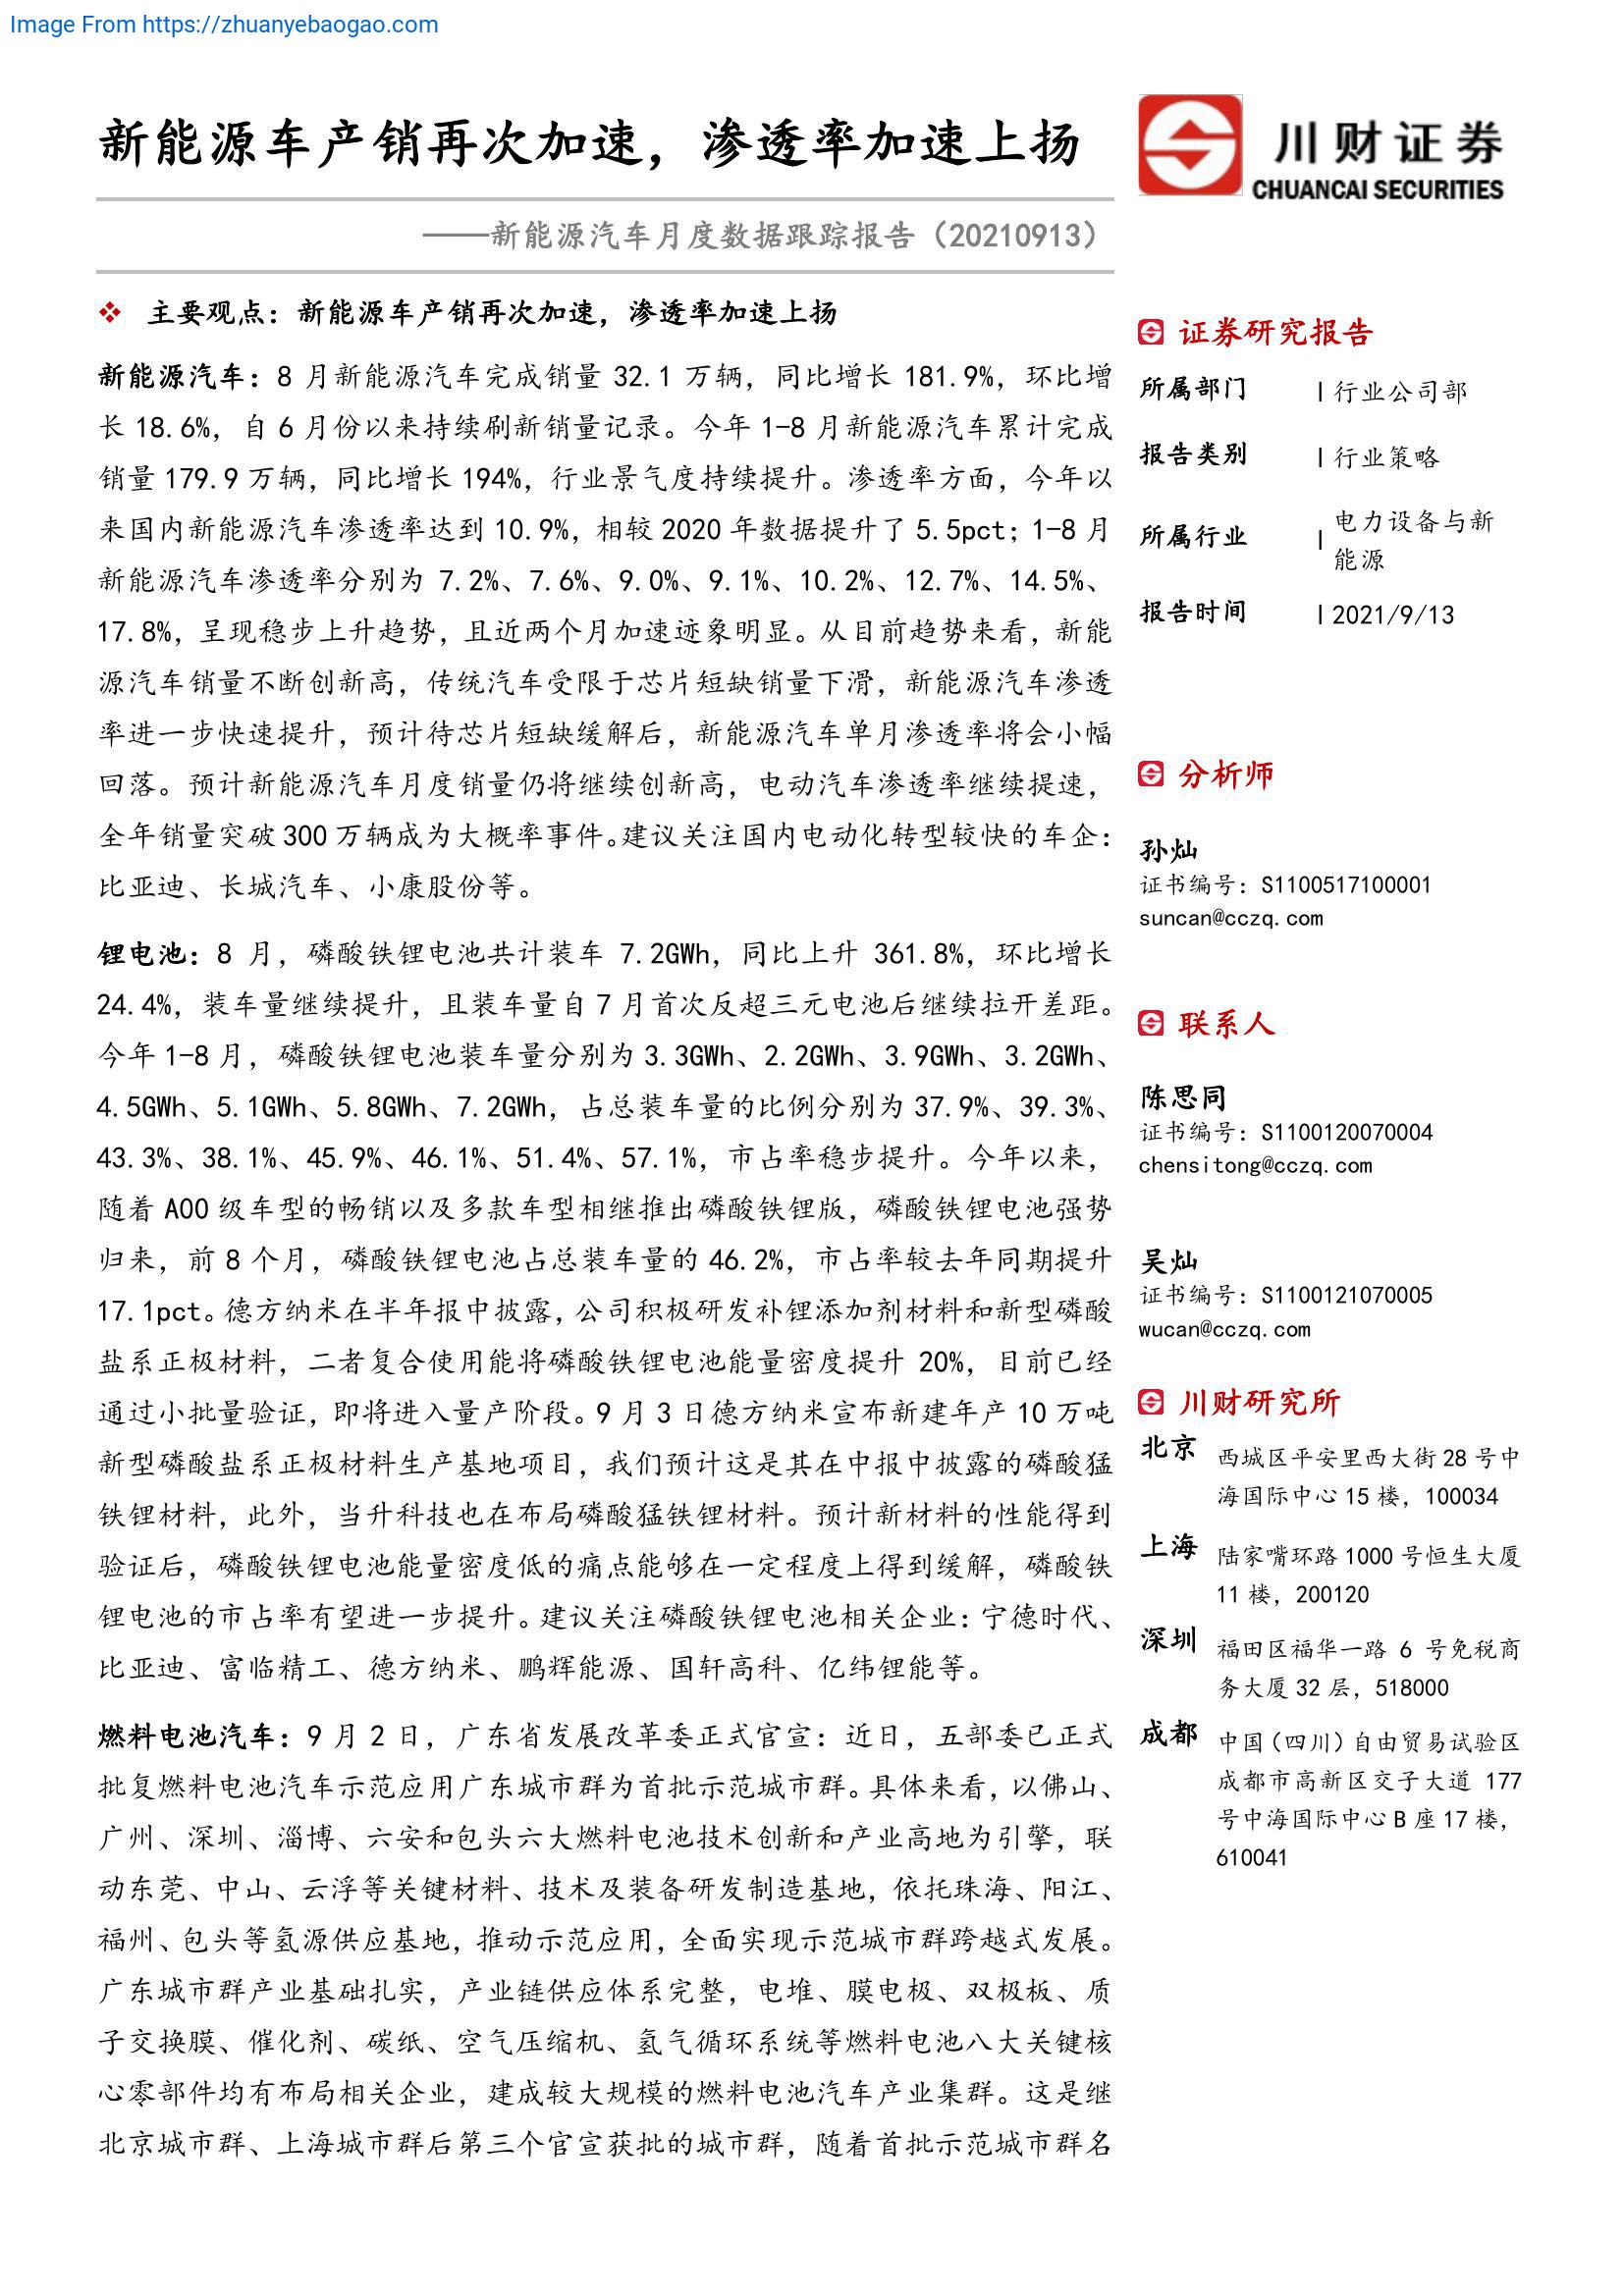 Image From https://zhuanyebaogao.com
新能源车产销再次加速，渗透率加速上扬
川财证券
CHUANCAI SECURITIES
——新能源汽车月度数据跟踪报告（20210913）
❖ 主要观点：新能源车产销再次加速，渗透率加速上扬
新能源汽车：8 月新能源汽车完成销量 32.1 万辆，同比增长 181.9%，环比增
长 18.6%，自 6 月份以来持续刷新销量记录。今年 1-8 月新能源汽车累计完成
销量 179.9 万辆，同比增长 194%，行业景气度持续提升。渗透率方面，今年以
来国内新能源汽车渗透率达到 10.9%，相较 2020 年数据提升了 5.5pct；1-8 月
新能源汽车渗透率分别为 7.2%、7.6%、9.0%、9.1%、10.2%、12.7%、14.5%、
17.8%，呈现稳步上升趋势，且近两个月加速迹象明显。从目前趋势来看，新能
源汽车销量不断创新高，传统汽车受限于芯片短缺销量下滑，新能源汽车渗透
率进一步快速提升，预计待芯片短缺缓解后，新能源汽车单月渗透率将会小幅
回落。预计新能源汽车月度销量仍将继续创新高，电动汽车渗透率继续提速，
全年销量突破 300 万辆成为大概率事件。建议关注国内电动化转型较快的车企：
比亚迪、长城汽车、小康股份等。
锂电池：8 月，磷酸铁锂电池共计装车 7.2GWh，同比上升 361.8%，环比增长
24.4%，装车量继续提升，且装车量自 7 月首次反超三元电池后继续拉开差距。
今年 1-8 月，磷酸铁锂电池装车量分别为 3.3GWh、2.2GWh、3.9GWh、3.2GWh、
4.5GWh、5.1GWh、5.8GWh、7.2GWh，占总装车量的比例分别为 37.9%、39.3%、
43.3%、38.1%、45.9%、46.1%、51.4%、57.1%，市占率稳步提升。今年以来，
随着 A00 级车型的畅销以及多款车型相继推出磷酸铁锂版，磷酸铁锂电池强势
归来，前 8 个月，磷酸铁锂电池占总装车量的 46.2%，市占率较去年同期提升
17.1pct。德方纳米在半年报中披露，公司积极研发补锂添加剂材料和新型磷酸
盐系正极材料，二者复合使用能将磷酸铁锂电池能量密度提升 20%，目前已经
通过小批量验证，即将进入量产阶段。9 月 3 日德方纳米宣布新建年产 10 万吨
新型磷酸盐系正极材料生产基地项目，我们预计这是其在中报中披露的磷酸猛
铁锂材料，此外，当升科技也在布局磷酸猛铁锂材料。预计新材料的性能得到
验证后，磷酸铁锂电池能量密度低的痛点能够在一定程度上得到缓解，磷酸铁
锂电池的市占率有望进一步提升。建议关注磷酸铁锂电池相关企业：宁德时代、
比亚迪、富临精工、德方纳米、鹏辉能源、国轩高科、亿纬锂能等。
燃料电池汽车：9 月 2 日，广东省发展改革委正式官宣：近日，五部委已正式
批复燃料电池汽车示范应用广东城市群为首批示范城市群。具体来看，以佛山、
广州、深圳、淄博、六安和包头六大燃料电池技术创新和产业高地为引擎，联
动东莞、中山、云浮等关键材料、技术及装备研发制造基地，依托珠海、阳江、
福州、包头等氢源供应基地，推动示范应用，全面实现示范城市群跨越式发展。
广东城市群产业基础扎实，产业链供应体系完整，电堆、膜电极、双极板、质
子交换膜、催化剂、碳纸、空气压缩机、氢气循环系统等燃料电池八大关键核
心零部件均有布局相关企业，建成较大规模的燃料电池汽车产业集群。这是继
北京城市群、上海城市群后第三个官宣获批的城市群，随着首批示范城市群名
证券研究报告
所属部门 | 行业公司部
报告类别 | 行业策略
所属行业 | 电力设备与新
能源
报告时间 | 2021/9/13
分析师
孙灿
证书编号：S1100517100001
suncan@cczq.com
联系人
陈思同
证书编号：S1100120070004
chensitong@cczq.com
吴灿
证书编号：S1100121070005
wucan@cczq.com
川财研究所
北京 西城区平安里西大街 28 号中
海国际中心 15 楼，100034
上海 陆家嘴环路 1000 号恒生大厦
11 楼，200120
深圳 福田区福华一路 6 号免税商
务大厦 32 层，518000
成都 中国（四川）自由贸易试验区
成都市高新区交子大道 177
号中海国际中心 B 座 17 楼，
610041